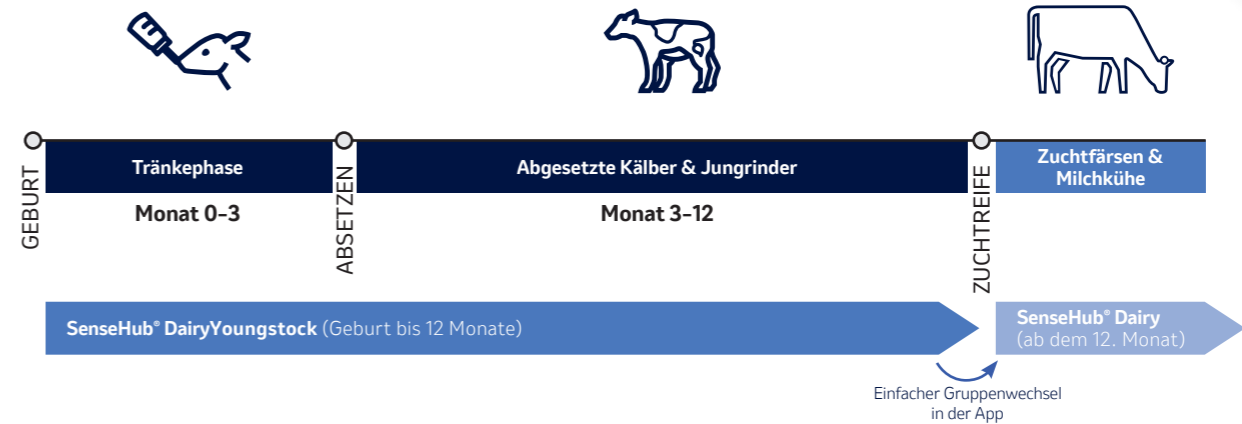 GEBURT
Tränkephase
Monat 0–3
ABSETZEN
Abgesetzte Kälber & Jungrinder
Monat 3–12
ZUCHTREIFE
Zuchtfärsen &
Milchkühe
SenseHub® DairyYoungstock (Geburt bis 12 Monate)
SenseHub® Dairy
(ab dem 12. Monat)
Einfacher Gruppenwechsel
in der App